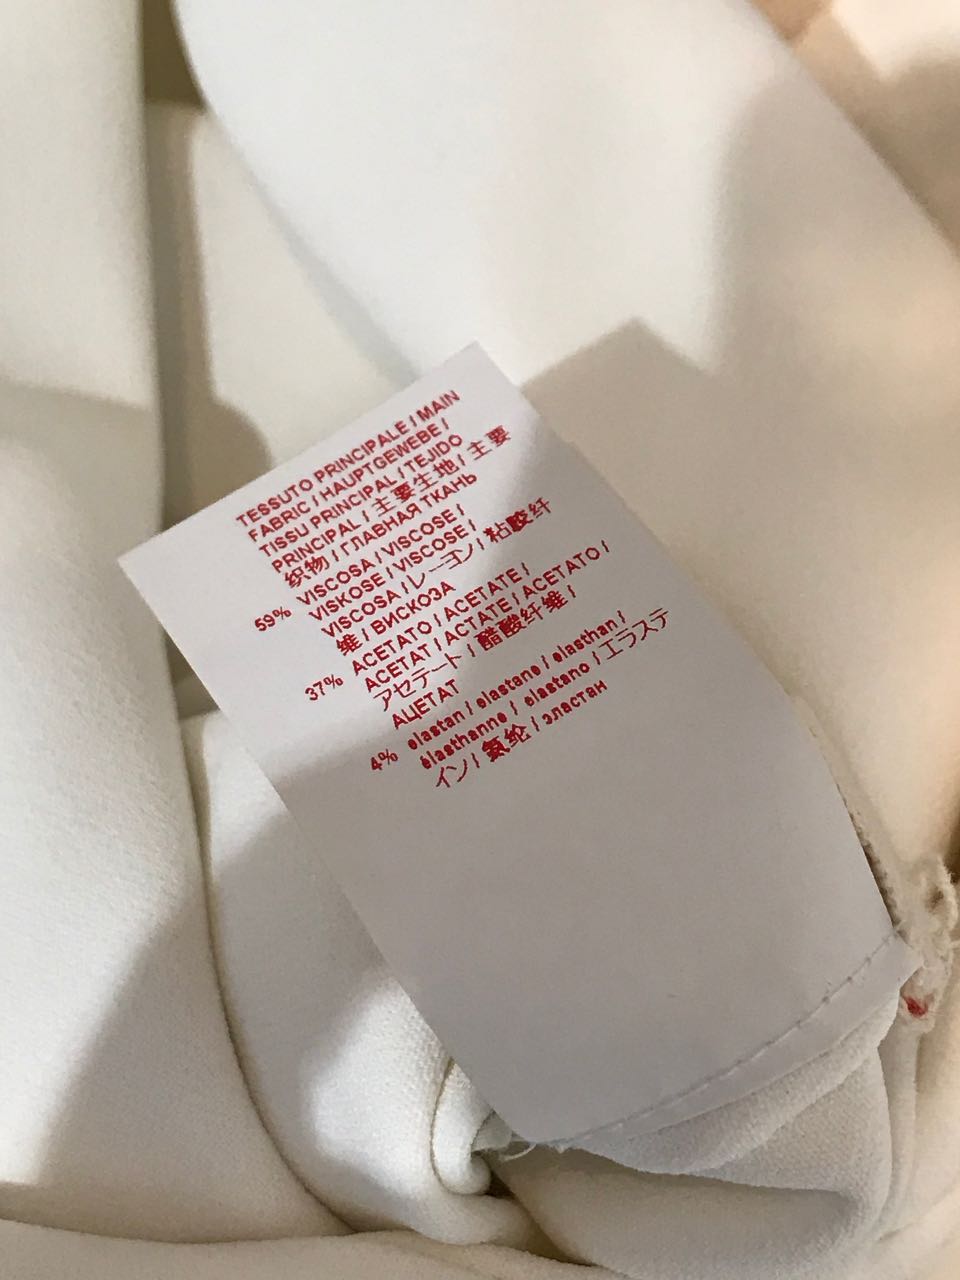 TESSUTO PRINCIPALE / MAIN
FABRIC / HAUPTGEWEBE /
TISSU PRINCIPAL / TEJIDO
PRINCIPAL / 主要生地 / 主要
织物 / ГЛАВНАЯ ТКАНЬ
59% VISCOSA / VISCOSE /
VISKOSE / VISCOSE /
VISCOSA / レーヨン / 粘胶纤
维 / ВИСКОЗА
37% ACETATO / ACETATE /
ACETAT / ACTATE / ACETATO /
アセテート / 醋酸纤维 /
АЦЕТАТ
4% elastan / elastane / elasthan /
élasthanne / elastano / エラステ
イン / 氨纶 / эластан